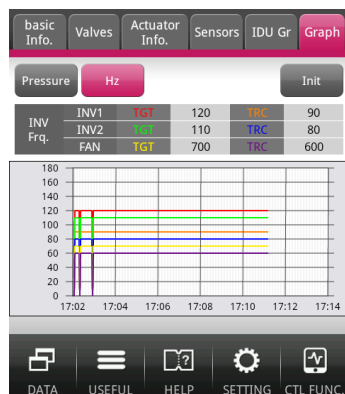 basic Info. Valves Actuator Info. Sensors IDU Gr Graph
Pressure Hz Init
INV Frq. INV1 TGT 120 TRC 90
INV2 TGT 110 TRC 80
FAN TGT 700 TRC 600
180
160
140
120
100
80
60
40
20
0
17:02 17:04 17:06 17:08 17:10 17:12 17:14
DATA USEFUL HELP SETTING CTL FUNC.